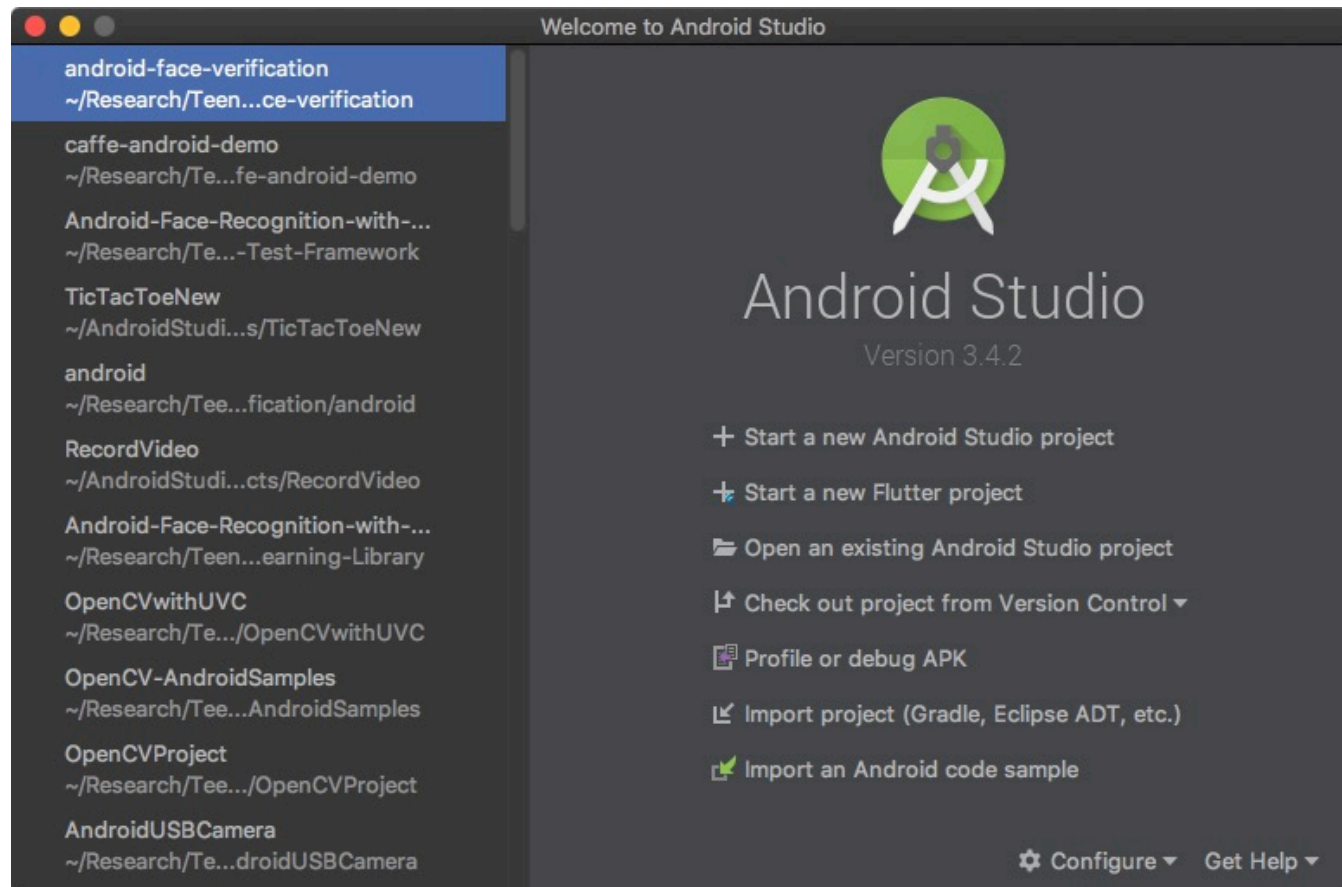 Welcome to Android Studio
android-face-verification
~/Research/Teen...ce-verification
caffe-android-demo
~/Research/Te...fe-android-demo
Android-Face-Recognition-with-...
~/Research/Te...-Test-Framework
TicTacToeNew
~/AndroidStudi...s/TicTacToeNew
android
~/Research/Tee...fication/android
RecordVideo
~/AndroidStudi...cts/RecordVideo
Android-Face-Recognition-with-...
~/Research/Teen...earning-Library
OpenCVwithUVC
~/Research/Te.../OpenCVwithUVC
OpenCV-AndroidSamples
~/Research/Tee...AndroidSamples
OpenCVProject
~/Research/Tee.../OpenCVProject
AndroidUSBCamera
~/Research/Te...droidUSBCamera
Android Studio
Version 3.4.2
Start a new Android Studio project
Start a new Flutter project
Open an existing Android Studio project
Check out project from Version Control
Profile or debug APK
Import project (Gradle, Eclipse ADT, etc.)
Import an Android code sample
Configure Get Help